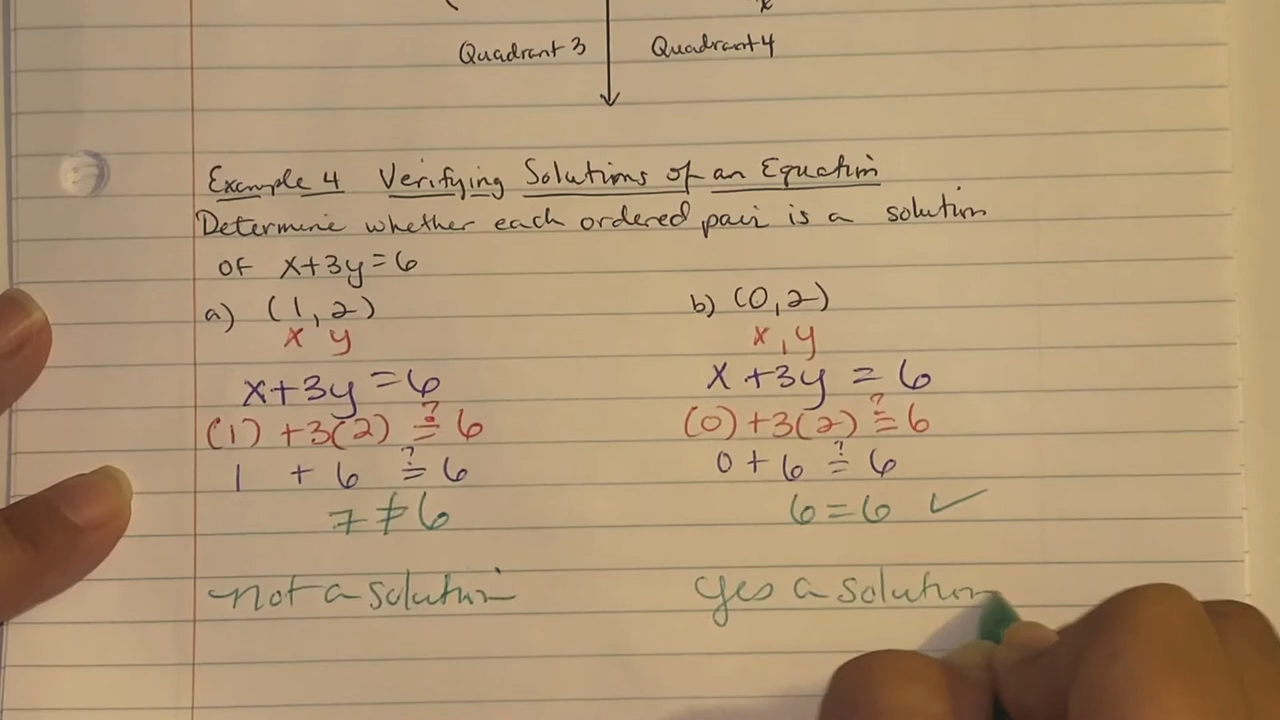 x
Quadrant 3
Quadrant 4
Example 4 Verifying Solutions of an Equation
Determine whether each ordered pair is a solution
of x+3y=6
a) (1,2)
x y
x+3y=6
(1)+3(2)≟6
1+6≟6
7≠6
not a solution
b) (0,2)
x,y
x+3y=6
(0)+3(2)≟6
0+6≟6
6=6 ✓
yes a solution